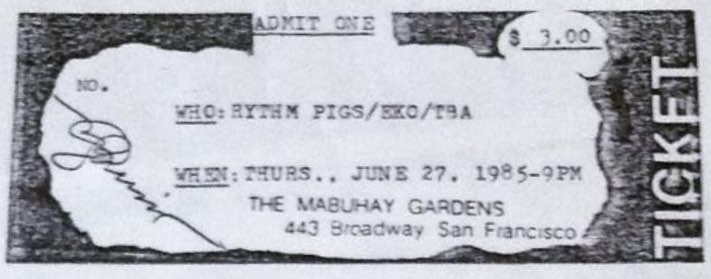 ADMIT ONE
$ 3.00
NO.
WHO: RYTHM PIGS/EKO/TBA
WHEN: THURS., JUNE 27, 1985-9PM
THE MABUHAY GARDENS
443 Broadway San Francisco
TICKET